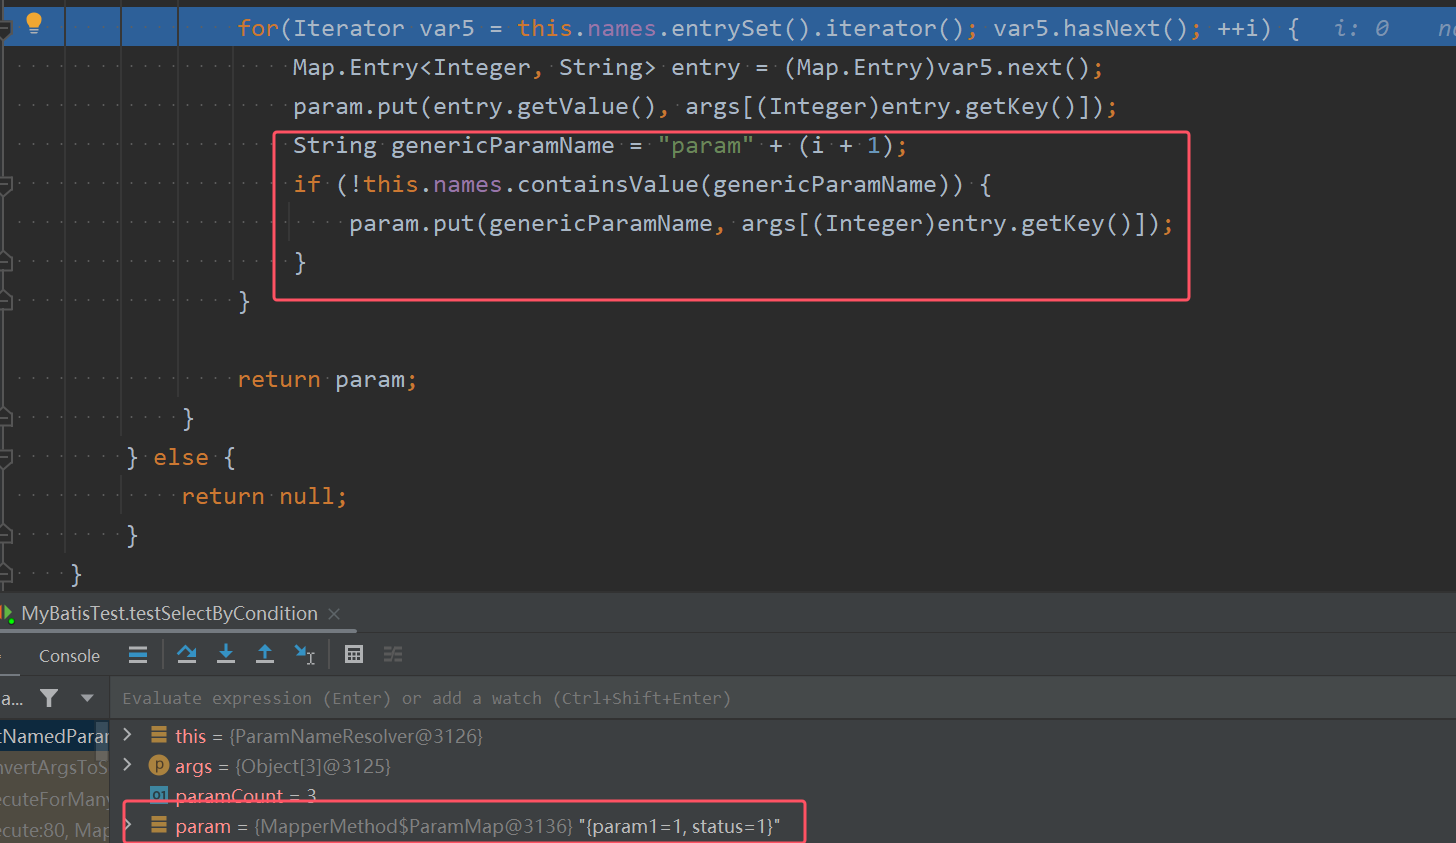 for(Iterator var5 = this.names.entrySet().iterator(); var5.hasNext(); ++i) { i: 0
Map.Entry<Integer, String> entry = (Map.Entry)var5.next();
param.put(entry.getValue(), args[(Integer)entry.getKey()]);
String genericParamName = "param" + (i + 1);
if (!this.names.containsValue(genericParamName)) {
param.put(genericParamName, args[(Integer)entry.getKey()]);
}
}
return param;
}
} else {
return null;
}
}
MyBatisTest.testSelectByCondition
Console
a...
Evaluate expression (Enter) or add a watch (Ctrl+Shift+Enter)
tNamedParar
this = {ParamNameResolver@3126}
nvertArgsToS
args = {Object[3]@3125}
ecuteForMany
01 paramCount = 3
ecute:80, Map
param = {MapperMethod$ParamMap@3136} "{param1=1, status=1}"